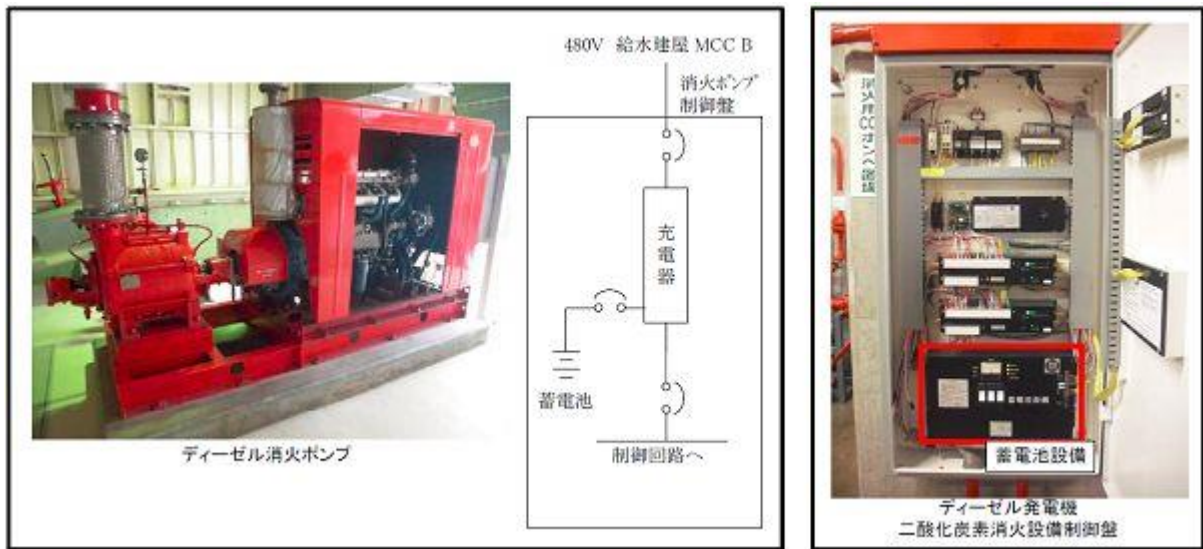 480V 給水建屋 MCC B
消火ポンプ
制御盤
充電器
蓄電池
制御回路へ
ディーゼル消火ポンプ
蓄電池設備
ディーゼル発電機
二酸化炭素消火設備制御盤